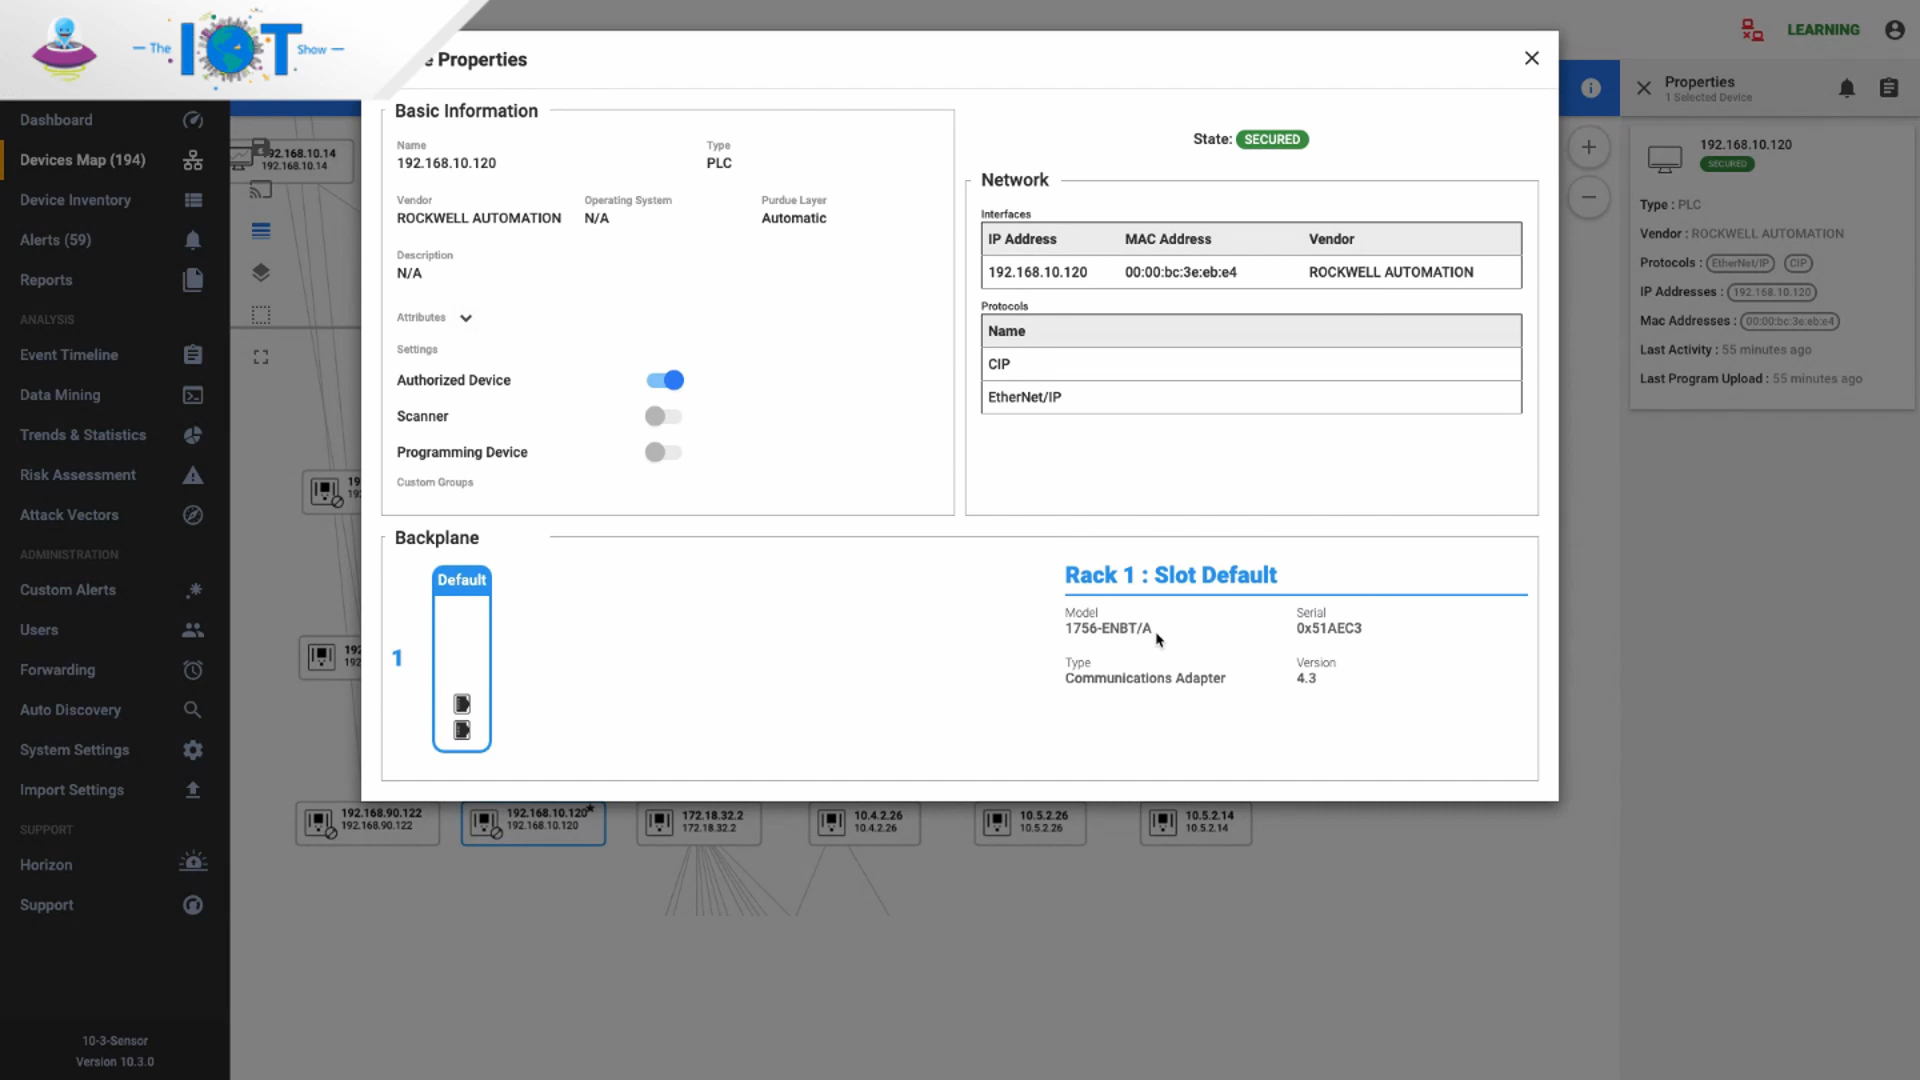 The IOT Show
e Properties
LEARNING
Properties
1 Selected Device
Dashboard
Devices Map (194)
Device Inventory
Alerts (59)
Reports
ANALYSIS
Event Timeline
Data Mining
Trends & Statistics
Risk Assessment
Attack Vectors
ADMINISTRATION
Custom Alerts
Users
Forwarding
Auto Discovery
System Settings
Import Settings
SUPPORT
Horizon
Support
10-3-Sensor
Version 10.3.0
192.168.10.14
192.168.10.14
Basic Information
Name
192.168.10.120
Type
PLC
Vendor
ROCKWELL AUTOMATION
Operating System
N/A
Purdue Layer
Automatic
Description
N/A
Attributes
Settings
Authorized Device
Scanner
Programming Device
Custom Groups
State: SECURED
Network
Interfaces
IP Address MAC Address Vendor
192.168.10.120 00:00:bc:3e:eb:e4 ROCKWELL AUTOMATION
Protocols
Name
CIP
EtherNet/IP
Backplane
Default
1
Rack 1 : Slot Default
Model
1756-ENBT/A
Serial
0x51AEC3
Type
Communications Adapter
Version
4.3
192.168.90.122
192.168.90.122
192.168.10.120
192.168.10.120
172.18.32.2
172.18.32.2
10.4.2.26
10.4.2.26
10.5.2.26
10.5.2.26
10.5.2.14
10.5.2.14
192.168.10.120
SECURED
Type : PLC
Vendor : ROCKWELL AUTOMATION
Protocols : EtherNet/IP CIP
IP Addresses : 192.168.10.120
Mac Addresses : 00:00:bc:3e:eb:e4
Last Activity : 55 minutes ago
Last Program Upload : 55 minutes ago